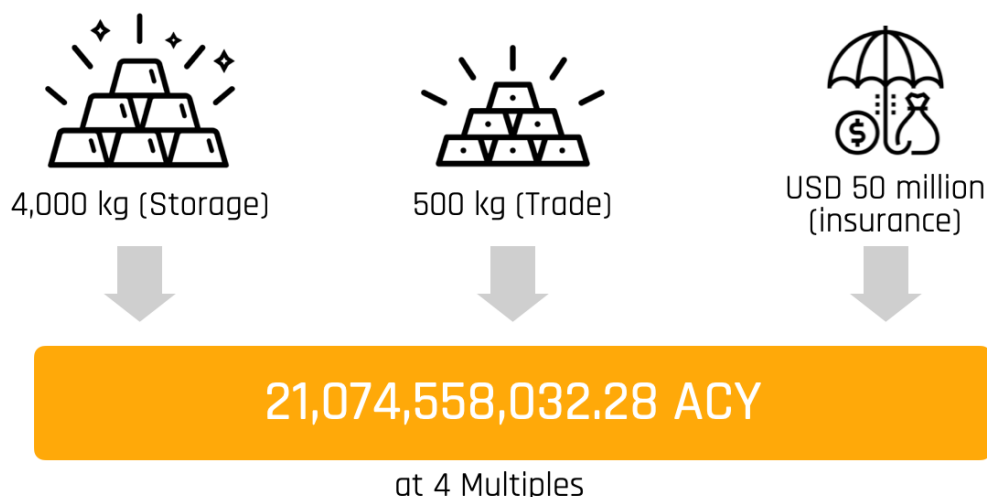 $
4,000 kg (Storage)
500 kg (Trade)
USD 50 million
(insurance)
21,074,558,032.28 ACY
at 4 Multiples